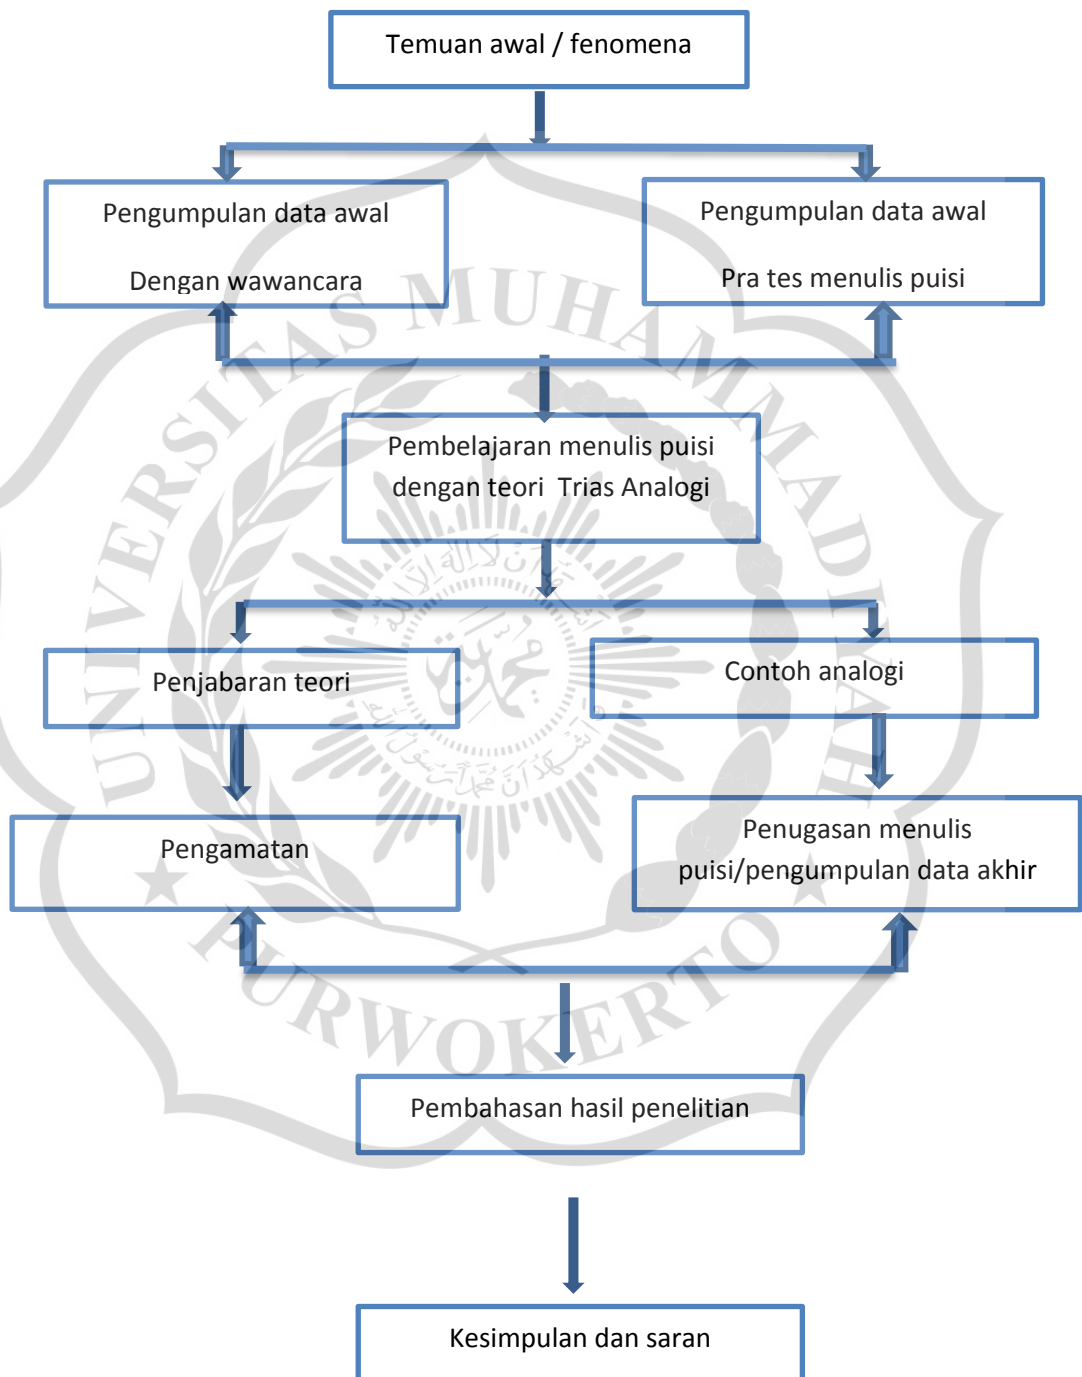 Temuan awal / fenomena
Pengumpulan data awal
Dengan wawancara
Pengumpulan data awal
Pra tes menulis puisi
Pembelajaran menulis puisi
dengan teori Trias Analogi
Penjabaran teori
Contoh analogi
Pengamatan
Penugasan menulis
puisi/pengumpulan data akhir
Pembahasan hasil penelitian
Kesimpulan dan saran
UNIVERSITAS MUHAMMADIYAH
PURWOKERTO